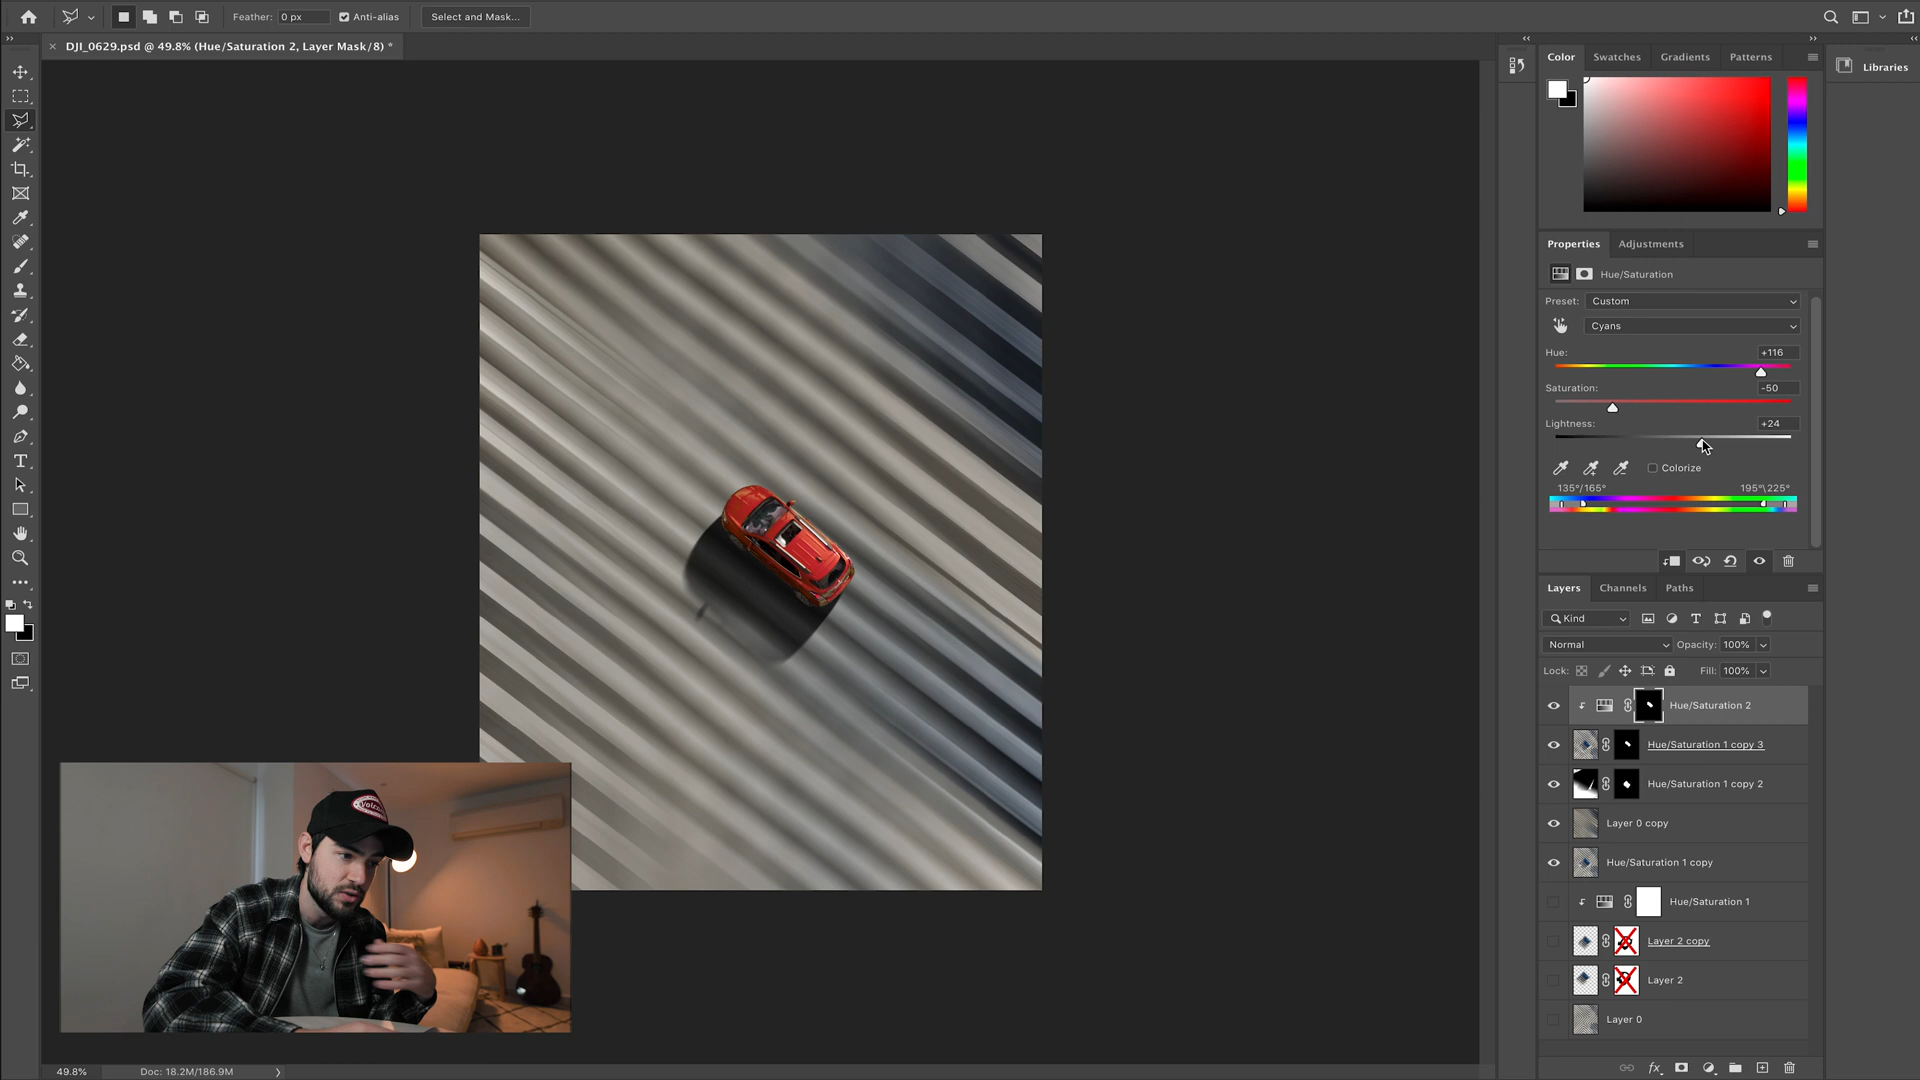 Feather: 0 px Anti-alias Select and Mask...
DJI_0629.psd @ 49.8% (Hue/Saturation 2, Layer Mask/8) *
Color Swatches Gradients Patterns
Libraries
Properties Adjustments
Hue/Saturation
Preset: Custom
Cyans
Hue: +116
Saturation: -50
Lightness: +24
Colorize
135°/165° 195°\225°
Layers Channels Paths
Kind
Normal Opacity: 100%
Lock: Fill: 100%
Hue/Saturation 2
Hue/Saturation 1 copy 3
Hue/Saturation 1 copy 2
Layer 0 copy
Hue/Saturation 1 copy
Hue/Saturation 1
Layer 2 copy
Layer 2
Layer 0
Volcom
49.8% Doc: 18.2M/186.9M
fx